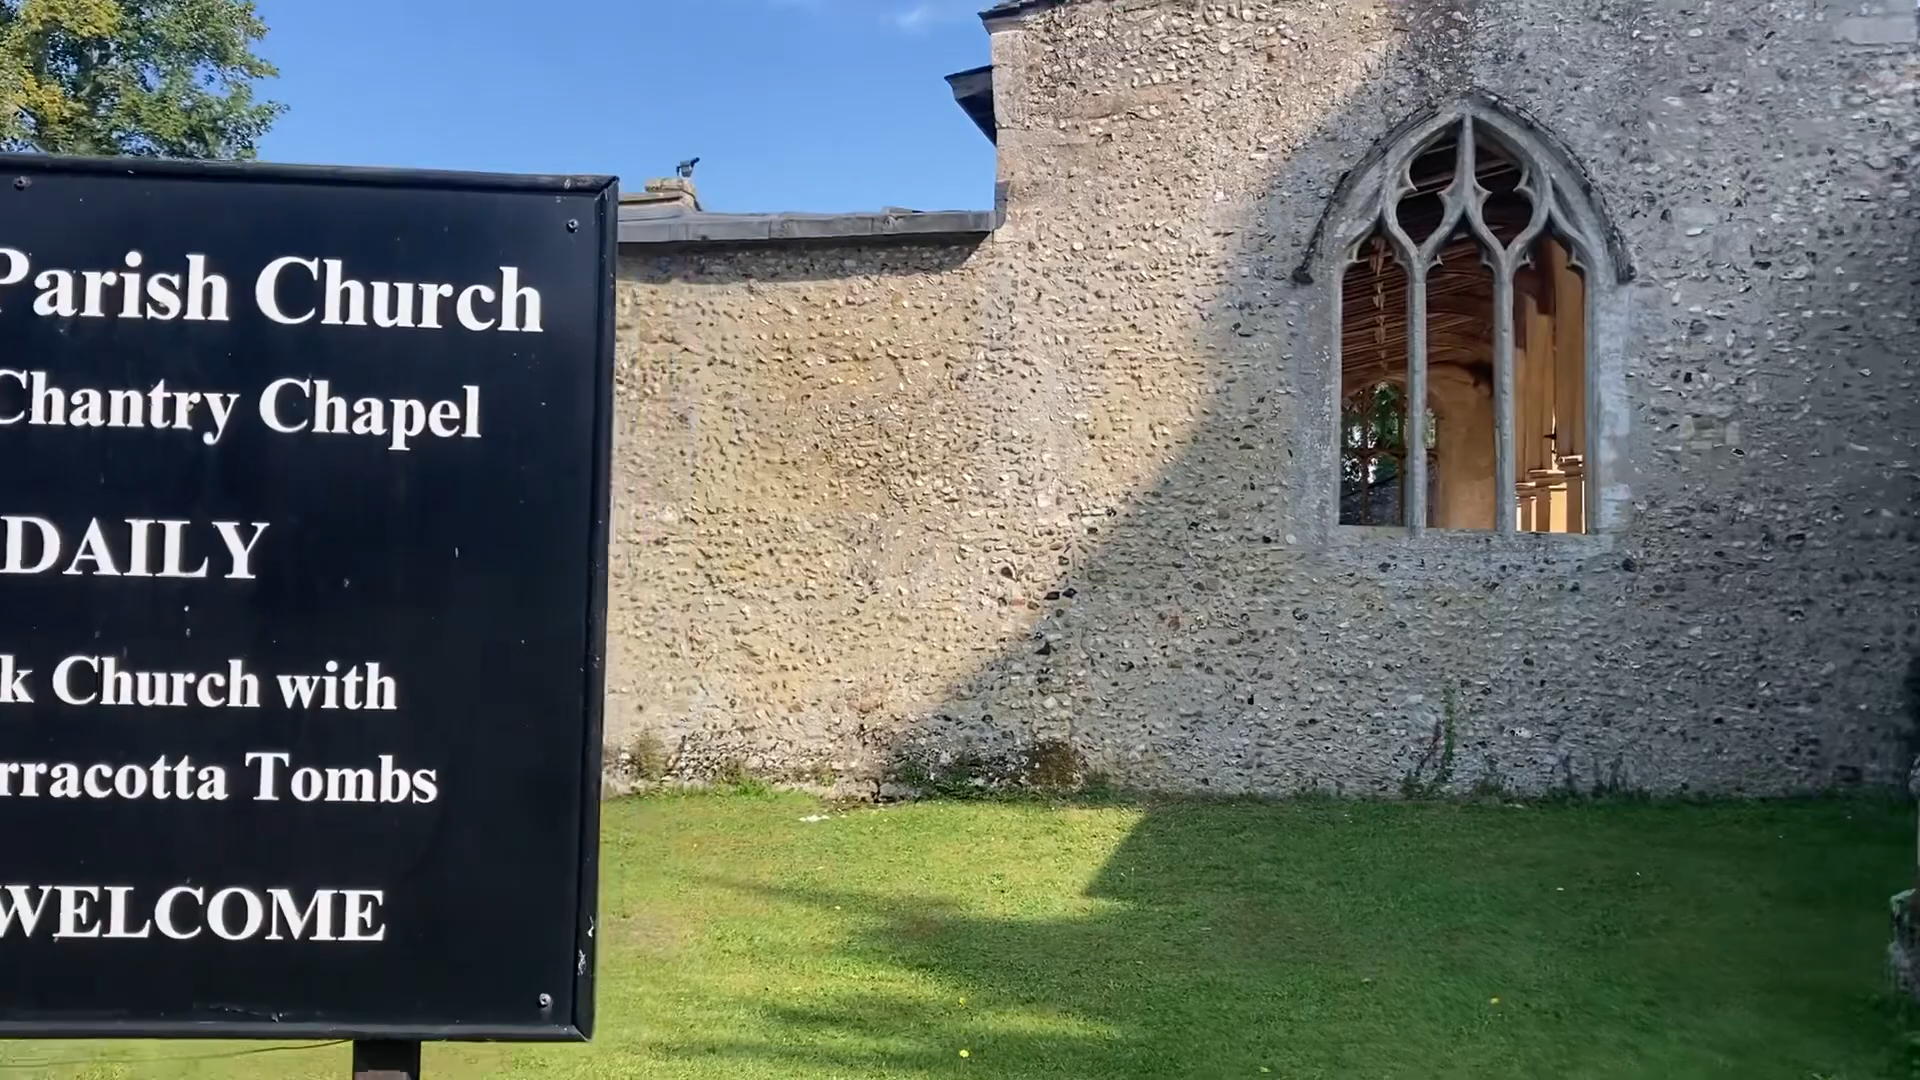 Parish Church
Chantry Chapel
DAILY
k Church with
rracotta Tombs
WELCOME